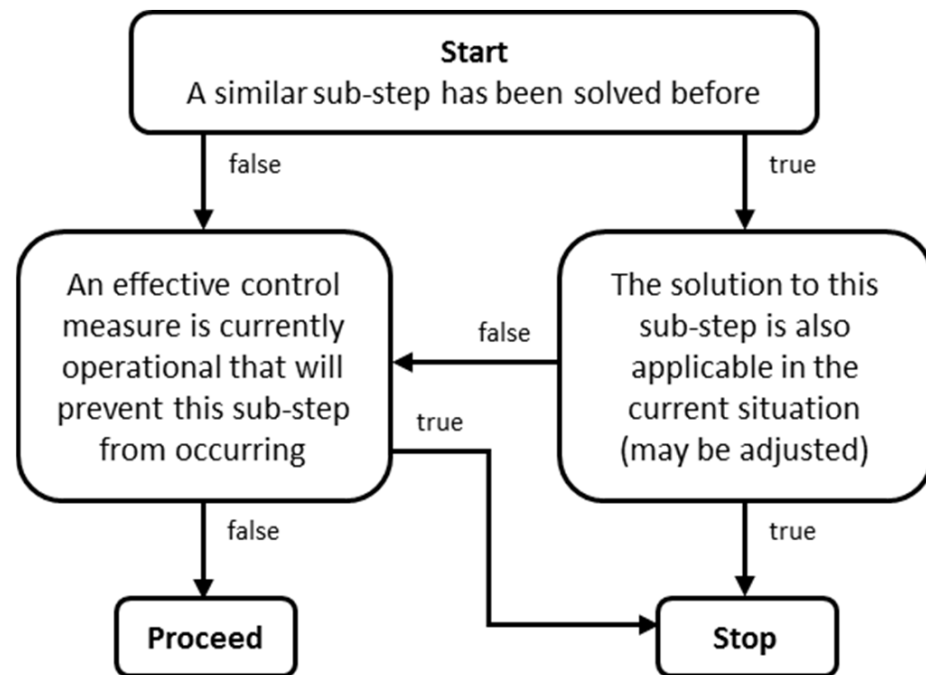 Start
A similar sub-step has been solved before
false
true
An effective control
measure is currently
operational that will
prevent this sub-step
from occurring
false
The solution to this
sub-step is also
applicable in the
current situation
(may be adjusted)
true
false
true
Proceed
Stop